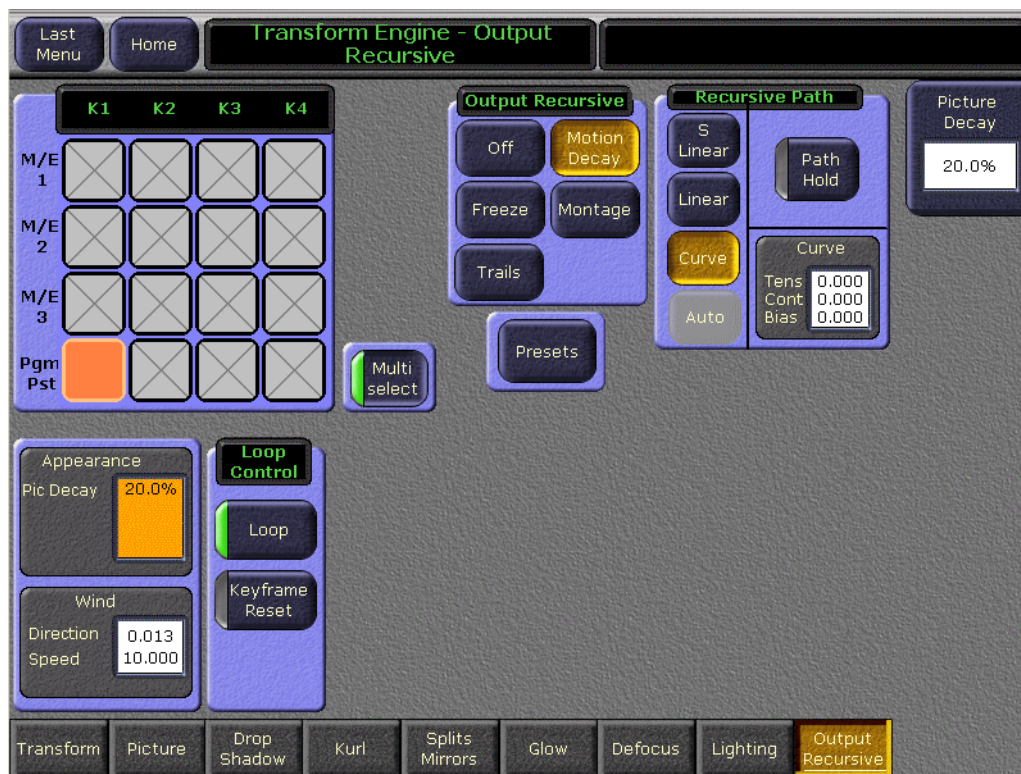 Last
Menu
Home
Transform Engine - Output
Recursive
K1 K2 K3 K4
M/E
1
M/E
2
M/E
3
Pgm
Pst
Multi
select
Output Recursive
Off
Motion
Decay
Freeze
Montage
Trails
Presets
Recursive Path
S
Linear
Linear
Curve
Auto
Path
Hold
Curve
Tens 0.000
Cont 0.000
Bias 0.000
Picture
Decay
20.0%
Appearance
Pic Decay 20.0%
Wind
Direction 0.013
Speed 10.000
Loop
Control
Loop
Keyframe
Reset
Transform
Picture
Drop
Shadow
Kurl
Splits
Mirrors
Glow
Defocus
Lighting
Output
Recursive